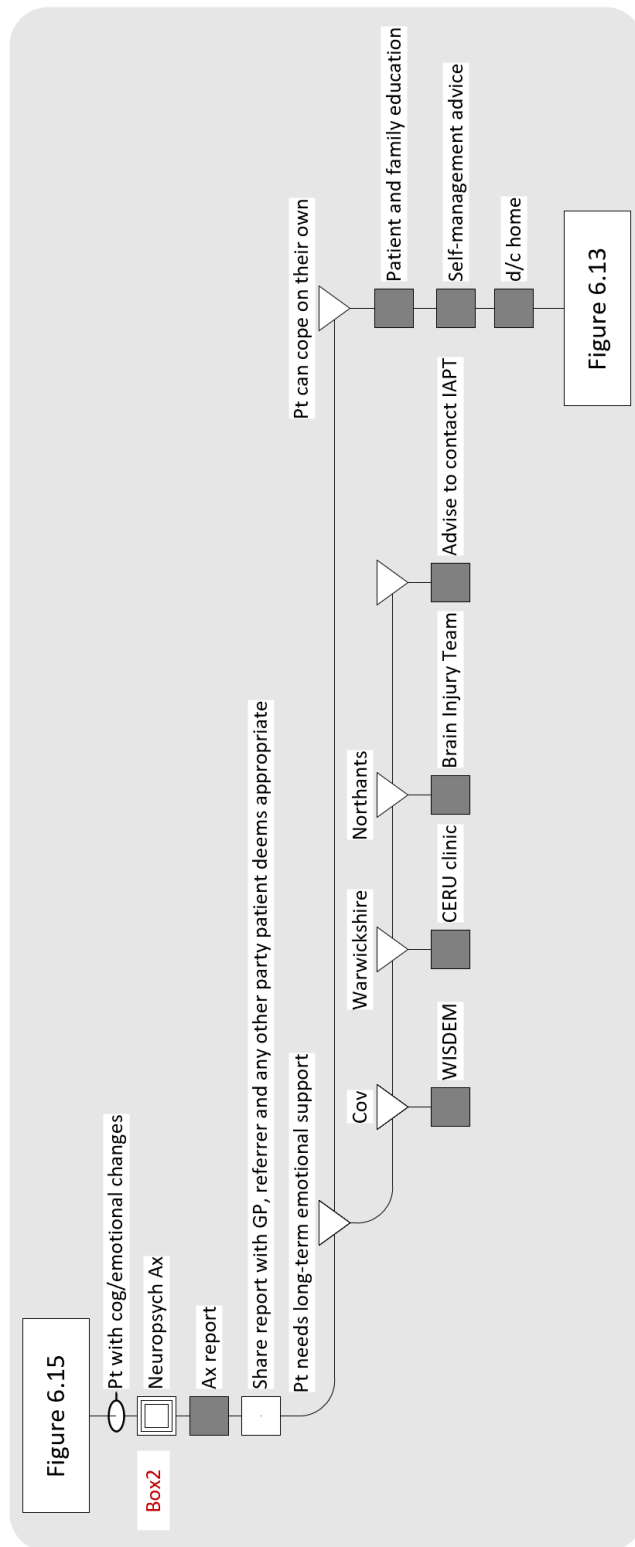 Figure 6.15
Pt with cog/emotional changes
Box2
Neuropsych Ax
Ax report
Share report with GP, referrer and any other party patient deems appropriate
Pt needs long-term emotional support
Pt can cope on their own
Cov
Warwickshire
Northants
WISDEM
CERU clinic
Brain Injury Team
Advise to contact IAPT
Patient and family education
Self-management advice
d/c home
Figure 6.13